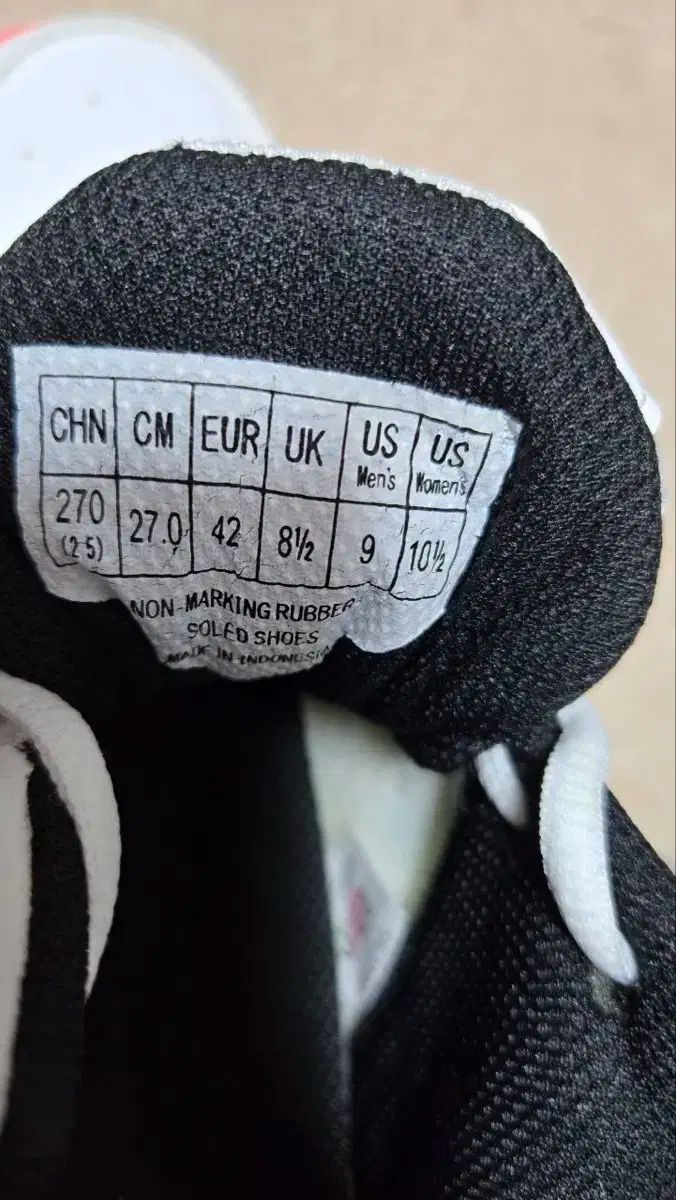 CHN CM EUR UK US Men's US Women's
270 (2.5) 27.0 42 8½ 9 10½
NON-MARKING RUBBER
SOLED SHOES
MADE IN INDONESIA